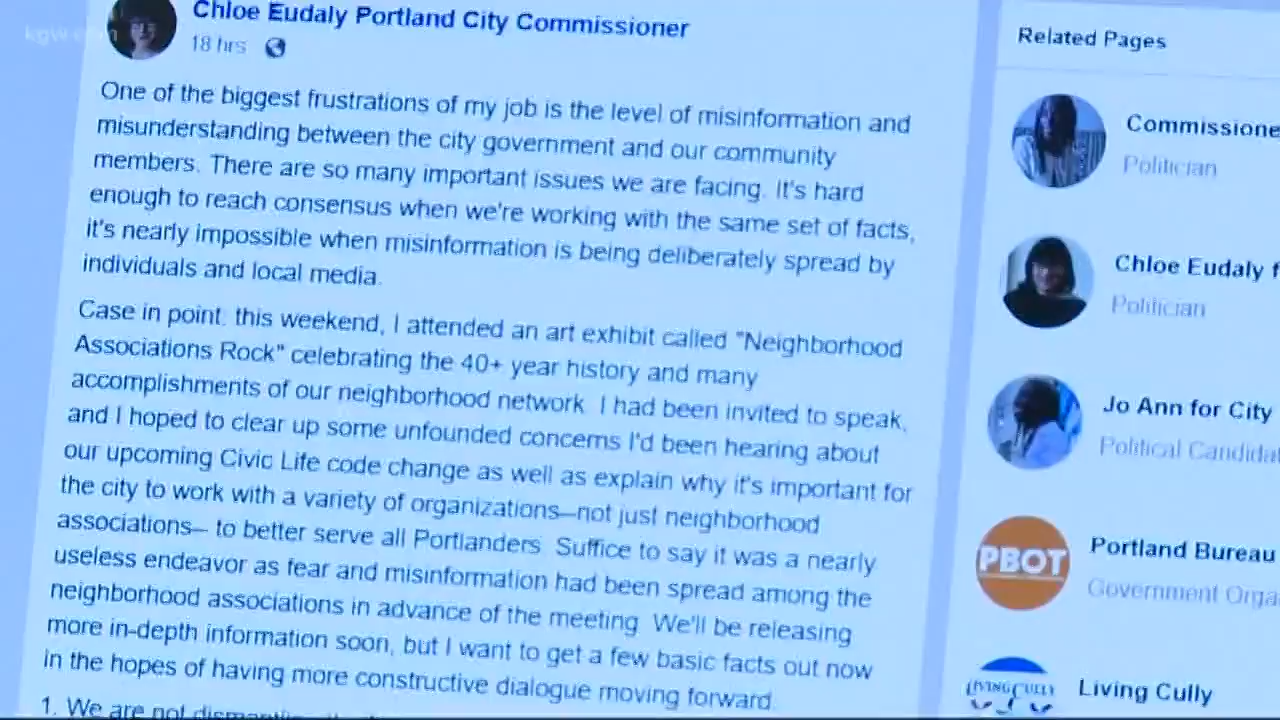 kgw.com
Chloe Eudaly Portland City Commissioner
18 hrs
One of the biggest frustrations of my job is the level of misinformation and
misunderstanding between the city government and our community
members. There are so many important issues we are facing. It's hard
enough to reach consensus when we're working with the same set of facts,
it's nearly impossible when misinformation is being deliberately spread by
individuals and local media.
Case in point: this weekend, I attended an art exhibit called "Neighborhood
Associations Rock" celebrating the 40+ year history and many
accomplishments of our neighborhood network. I had been invited to speak,
and I hoped to clear up some unfounded concerns I'd been hearing about
our upcoming Civic Life code change as well as explain why it's important for
the city to work with a variety of organizations—not just neighborhood
associations— to better serve all Portlanders. Suffice to say it was a nearly
useless endeavor as fear and misinformation had been spread among the
neighborhood associations in advance of the meeting. We'll be releasing
more in-depth information soon, but I want to get a few basic facts out now
in the hopes of having more constructive dialogue moving forward.
1. We are not
Related Pages
Commissione
Politician
Chloe Eudaly f
Politician
Jo Ann for City
Political Candidat
PBOT
Portland Bureau
Government Orga
LIVING CULLY
Living Cully